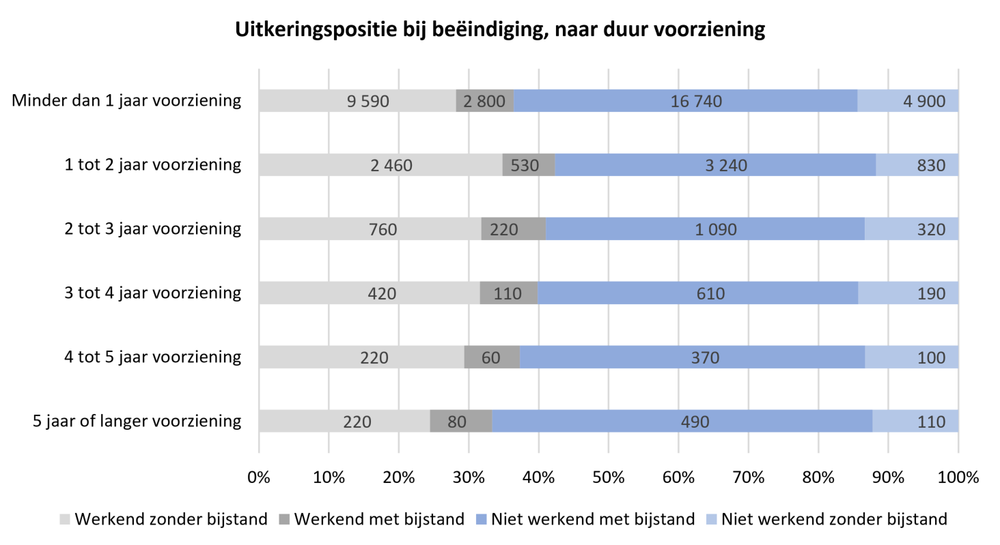 Uitkeringspositie bij beëindiging, naar duur voorziening
Minder dan 1 jaar voorziening 9 590 2 800 16 740 4 900
1 tot 2 jaar voorziening 2 460 530 3 240 830
2 tot 3 jaar voorziening 760 220 1 090 320
3 tot 4 jaar voorziening 420 110 610 190
4 tot 5 jaar voorziening 220 60 370 100
5 jaar of langer voorziening 220 80 490 110
0% 10% 20% 30% 40% 50% 60% 70% 80% 90% 100%
Werkend zonder bijstand Werkend met bijstand Niet werkend met bijstand Niet werkend zonder bijstand